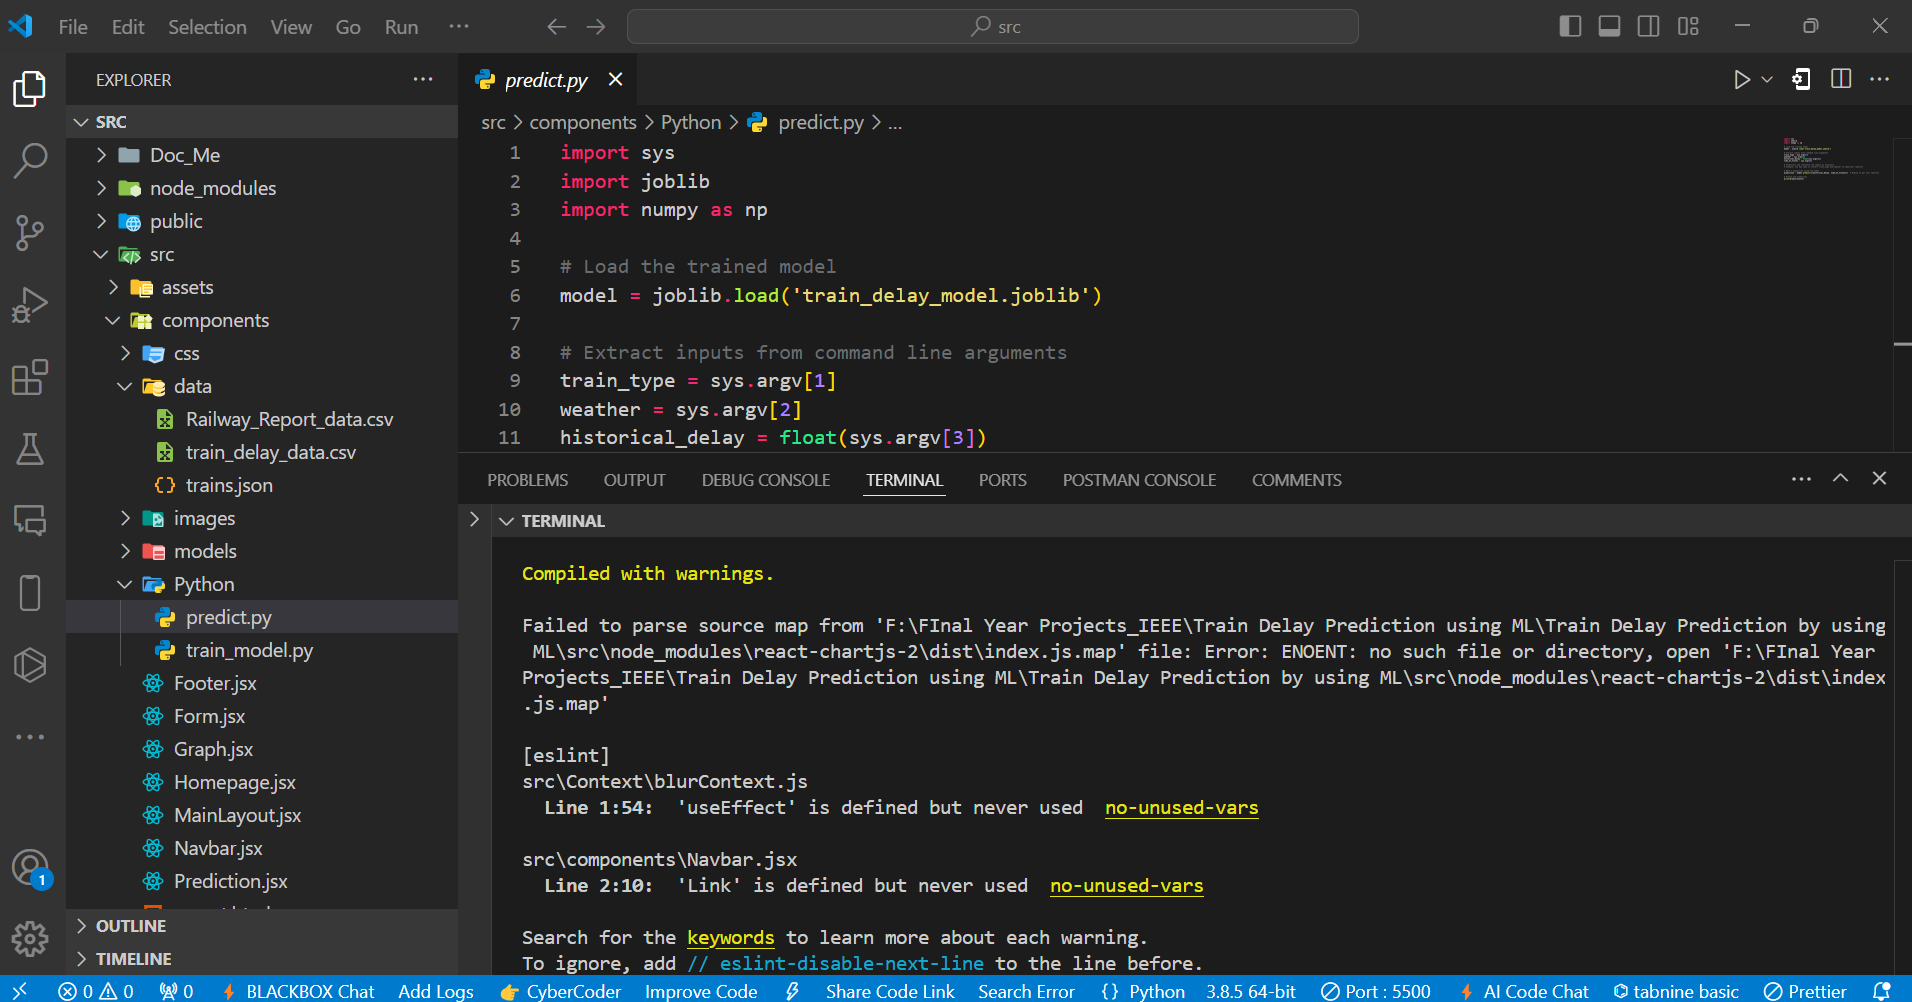 File Edit Selection View Go Run ···
src
EXPLORER
SRC
Doc_Me
node_modules
public
src
assets
components
css
data
Railway_Report_data.csv
train_delay_data.csv
trains.json
images
models
Python
predict.py
train_model.py
Footer.jsx
Form.jsx
Graph.jsx
Homepage.jsx
MainLayout.jsx
Navbar.jsx
Prediction.jsx
OUTLINE
TIMELINE
1
predict.py
src > components > Python > predict.py > ...
1 import sys
2 import joblib
3 import numpy as np
4
5 # Load the trained model
6 model = joblib.load('train_delay_model.joblib')
7
8 # Extract inputs from command line arguments
9 train_type = sys.argv[1]
10 weather = sys.argv[2]
11 historical_delay = float(sys.argv[3])
PROBLEMS OUTPUT DEBUG CONSOLE TERMINAL PORTS POSTMAN CONSOLE COMMENTS
TERMINAL
Compiled with warnings.
Failed to parse source map from 'F:\FInal Year Projects_IEEE\Train Delay Prediction using ML\Train Delay Prediction by using
ML\src\node_modules\react-chartjs-2\dist\index.js.map' file: Error: ENOENT: no such file or directory, open 'F:\FInal Year
Projects_IEEE\Train Delay Prediction using ML\Train Delay Prediction by using ML\src\node_modules\react-chartjs-2\dist\index
.js.map'
[eslint]
src\Context\blurContext.js
Line 1:54: 'useEffect' is defined but never used no-unused-vars
src\components\Navbar.jsx
Line 2:10: 'Link' is defined but never used no-unused-vars
Search for the keywords to learn more about each warning.
To ignore, add // eslint-disable-next-line to the line before.
0 0 0 BLACKBOX Chat Add Logs CyberCoder Improve Code Share Code Link Search Error {} Python 3.8.5 64-bit Port : 5500 AI Code Chat tabnine basic Prettier